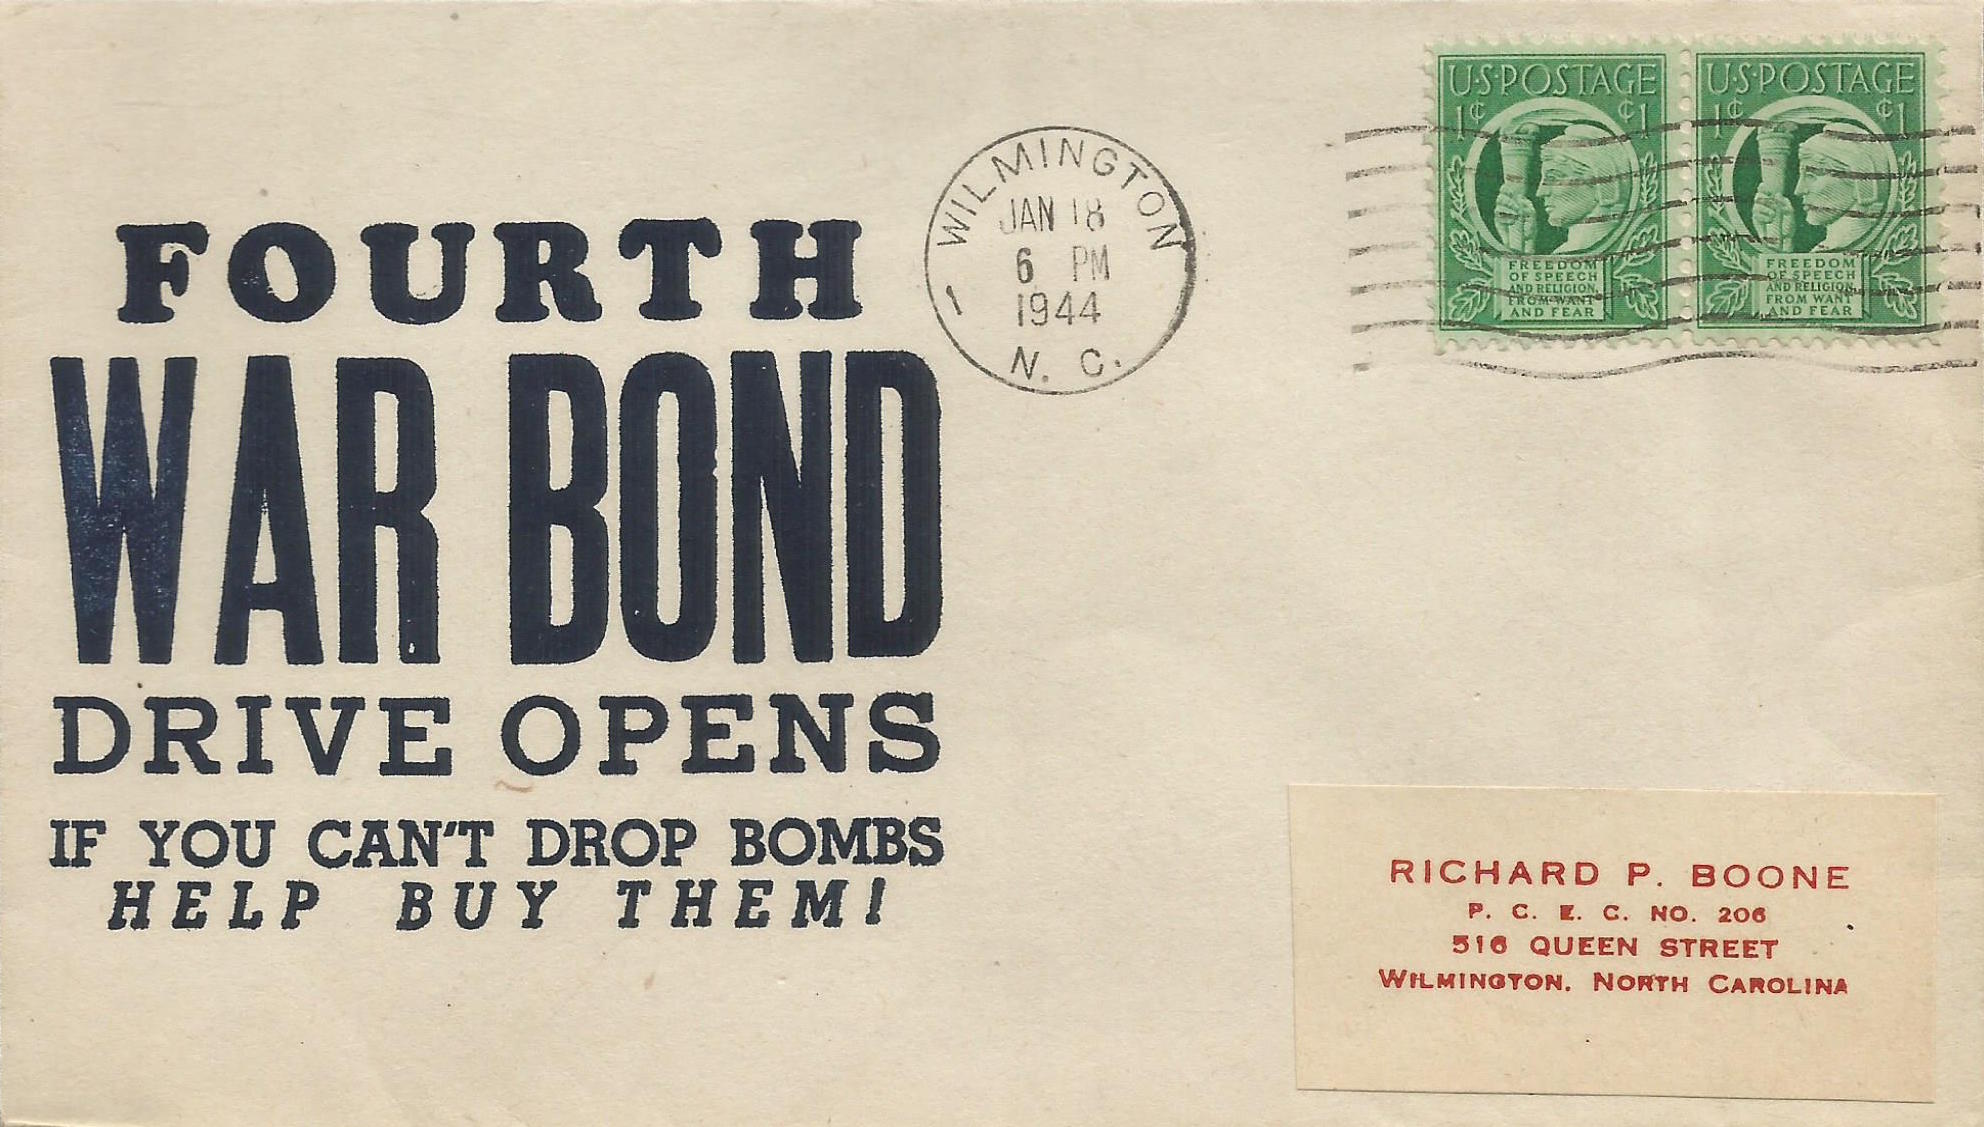 FOURTH
WAR BOND
DRIVE OPENS
IF YOU CAN'T DROP BOMBS
HELP BUY THEM!
WILMINGTON
JAN 18
6 PM
1944
1
N. C.
U·S·POSTAGE
1¢ ¢1
FREEDOM
OF SPEECH
AND RELIGION,
FROM WANT
AND FEAR
U·S·POSTAGE
1¢ ¢1
FREEDOM
OF SPEECH
AND RELIGION,
FROM WANT
AND FEAR
RICHARD P. BOONE
P. C. E. C. NO. 206
516 QUEEN STREET
WILMINGTON, NORTH CAROLINA